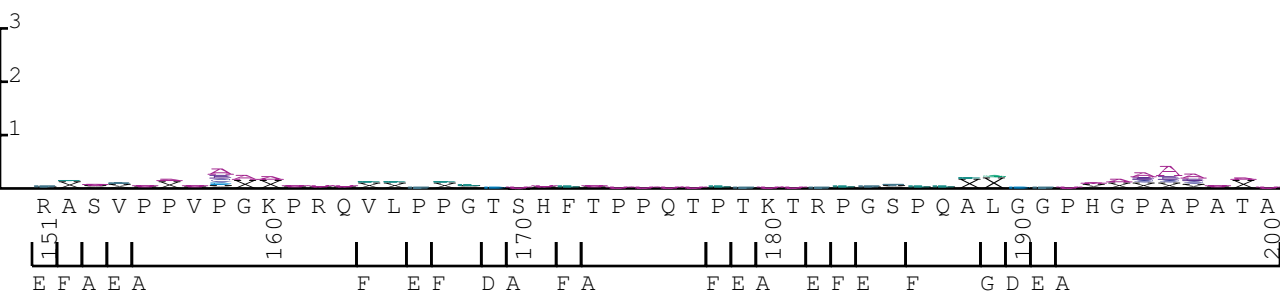 3
2
1
R A S V P P V P G K P R Q V L P P G T S H F T P P Q T P T K T R P G S P Q A L G G P H G P A P A T A
151 160 170 180 190 200
E F A E A F E F D A F A F E A E F E F G D E A